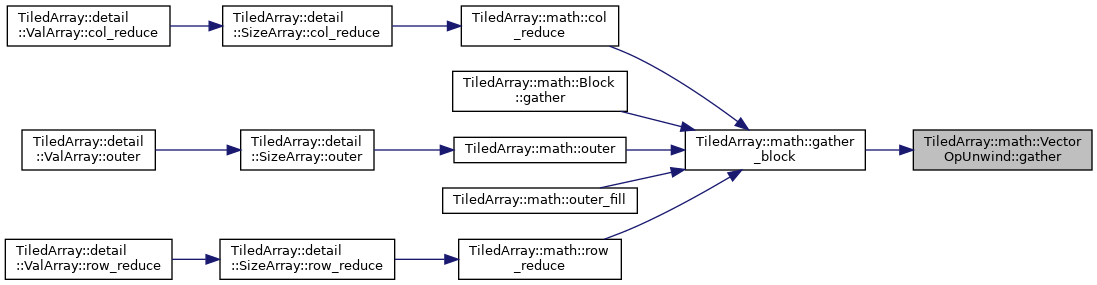 TiledArray::detail
::ValArray::col_reduce
TiledArray::detail
::SizeArray::col_reduce
TiledArray::math::col
_reduce
TiledArray::math::Block
::gather
TiledArray::detail
::ValArray::outer
TiledArray::detail
::SizeArray::outer
TiledArray::math::outer
TiledArray::math::gather
_block
TiledArray::math::Vector
OpUnwind::gather
TiledArray::math::outer_fill
TiledArray::detail
::ValArray::row_reduce
TiledArray::detail
::SizeArray::row_reduce
TiledArray::math::row
_reduce